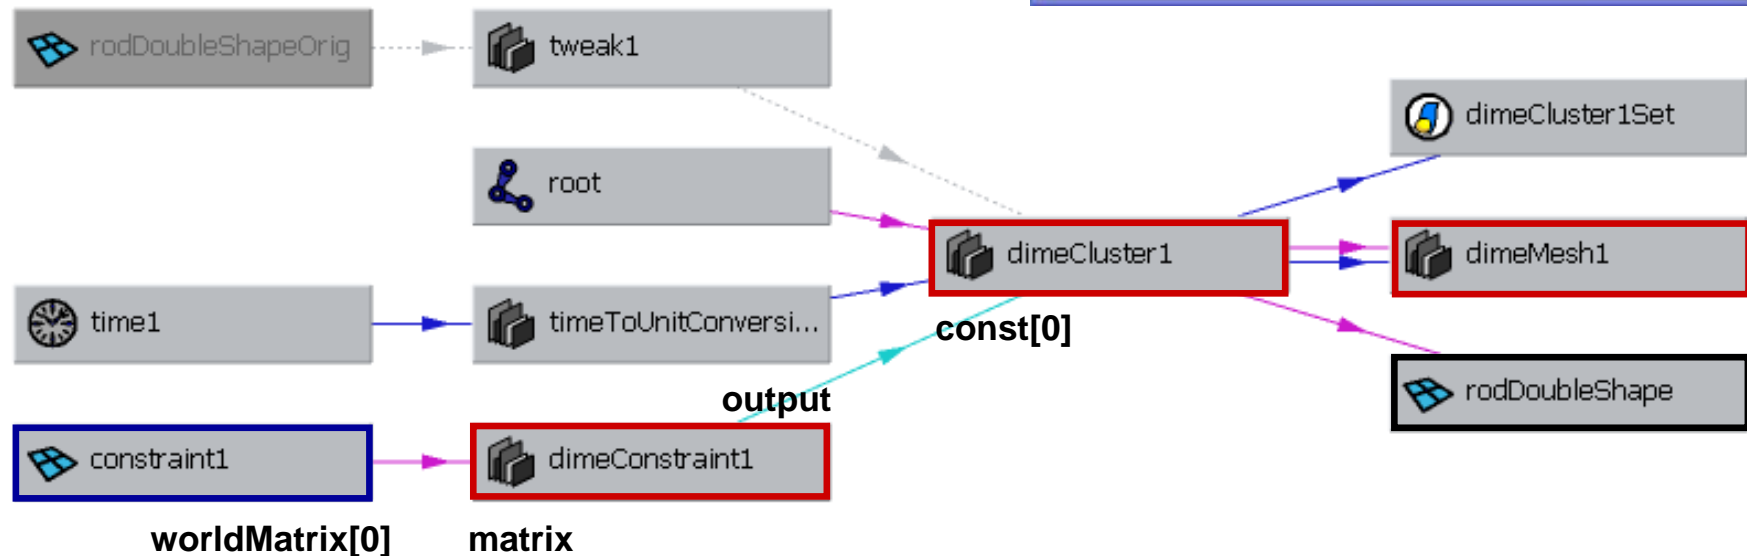 rodDoubleShapeOrig
tweak1
dimeCluster1Set
root
dimeCluster1
dimeMesh1
time1
timeToUnitConversi...
const[0]
output
rodDoubleShape
constraint1
dimeConstraint1
worldMatrix[0]
matrix